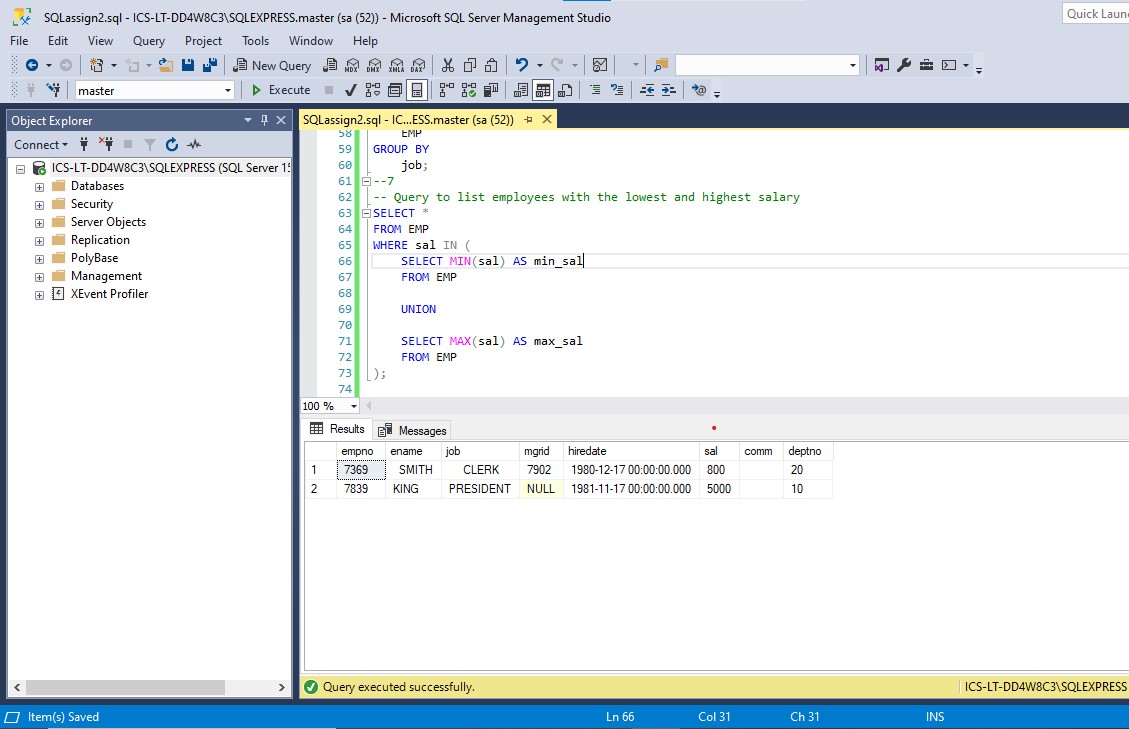 SQLassign2.sql - ICS-LT-DD4W8C3\SQLEXPRESS.master (sa (52)) - Microsoft SQL Server Management Studio
Quick Laun
File Edit View Query Project Tools Window Help
New Query MDX DMX XMLA DAX
master Execute
Object Explorer
SQLassign2.sql - IC...ESS.master (sa (52))
Connect
ICS-LT-DD4W8C3\SQLEXPRESS (SQL Server 15
Databases
Security
Server Objects
Replication
PolyBase
Management
XEvent Profiler
58 EMP
59 GROUP BY
60 job;
61 --7
62 -- Query to list employees with the lowest and highest salary
63 SELECT *
64 FROM EMP
65 WHERE sal IN (
66 SELECT MIN(sal) AS min_sal
67 FROM EMP
68
69 UNION
70
71 SELECT MAX(sal) AS max_sal
72 FROM EMP
73 );
74
100 %
Results Messages
empno ename job mgrid hiredate sal comm deptno
1 7369 SMITH CLERK 7902 1980-12-17 00:00:00.000 800 20
2 7839 KING PRESIDENT NULL 1981-11-17 00:00:00.000 5000 10
Query executed successfully. ICS-LT-DD4W8C3\SQLEXPRESS
Item(s) Saved Ln 66 Col 31 Ch 31 INS